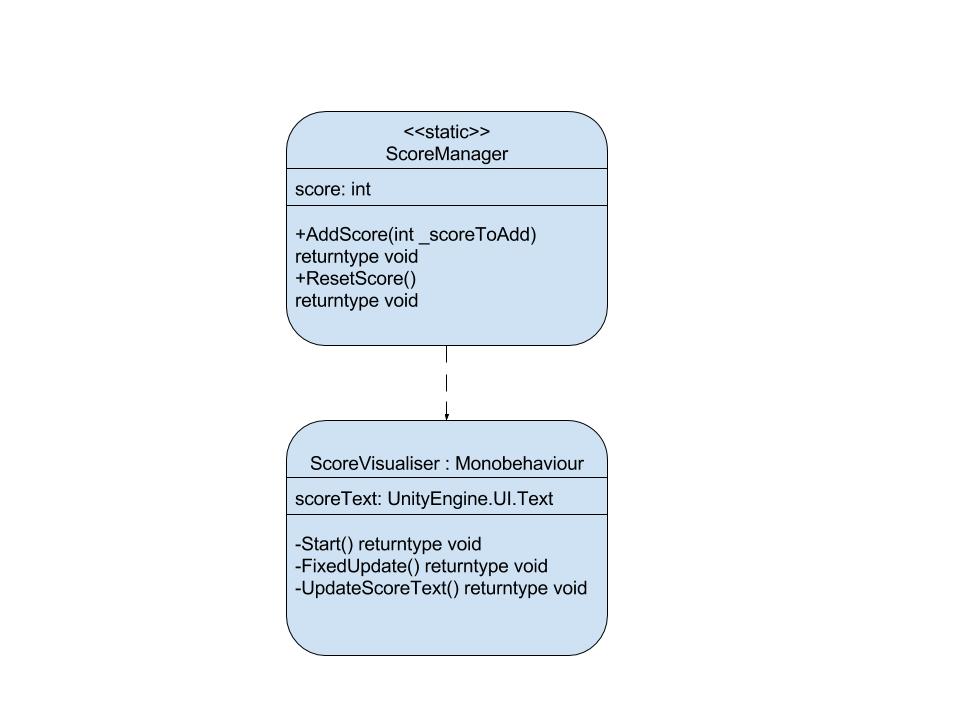 <<static>>
ScoreManager
score: int
+AddScore(int _scoreToAdd)
returntype void
+ResetScore()
returntype void
ScoreVisualiser : Monobehaviour
scoreText: UnityEngine.UI.Text
-Start() returntype void
-FixedUpdate() returntype void
-UpdateScoreText() returntype void